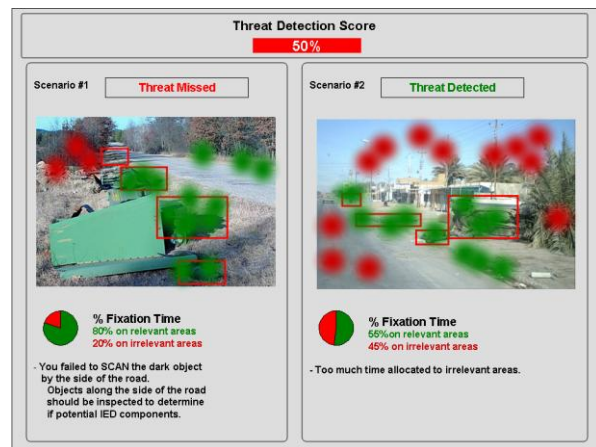 Threat Detection Score
50%
Scenario #1
Threat Missed
% Fixation Time
80% on relevant areas
20% on irrelevant areas
- You failed to SCAN the dark object
by the side of the road.
Objects along the side of the road
should be inspected to determine
if potential IED components.
Scenario #2
Threat Detected
% Fixation Time
55%on relevant areas
45% on irrelevant areas
- Too much time allocated to irrelevant areas.